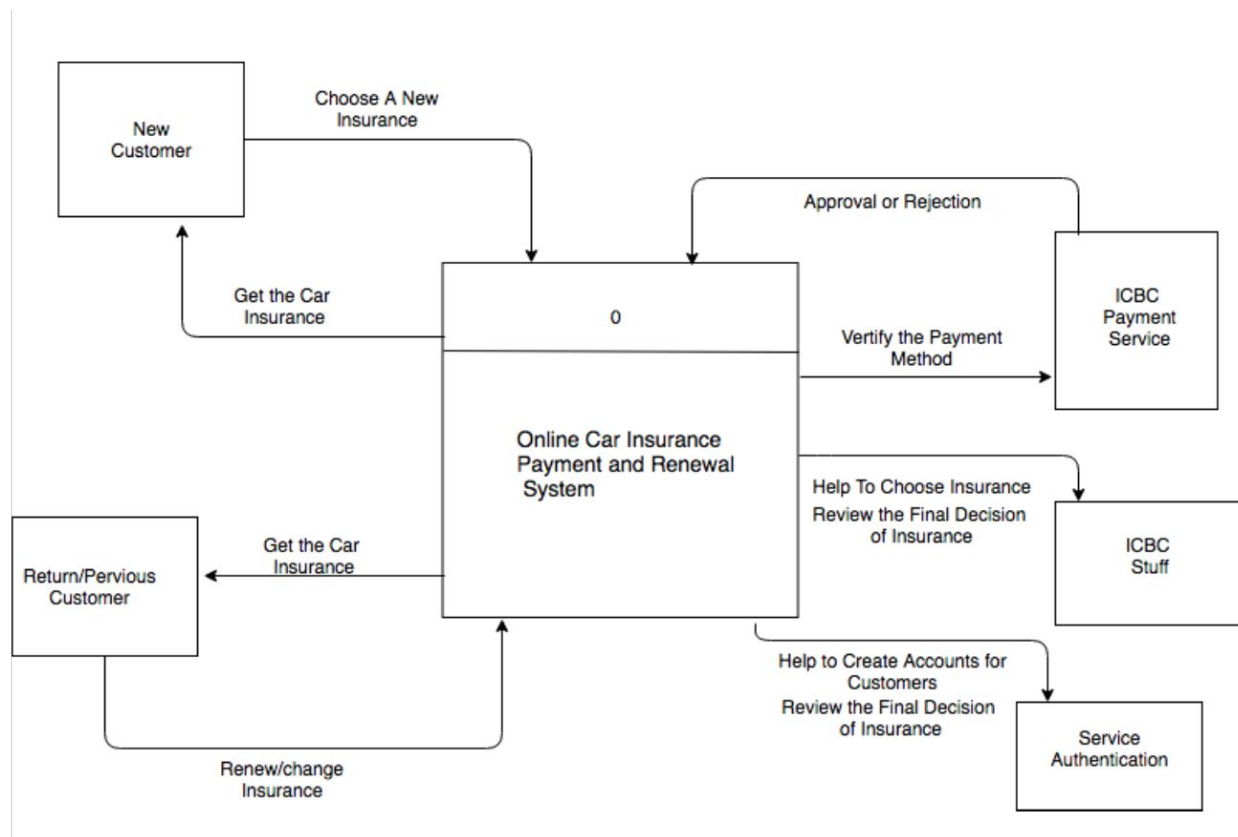 New
Customer
Choose A New
Insurance
Approval or Rejection
Get the Car
Insurance
0
ICBC
Payment
Service
Vertify the Payment
Method
Online Car Insurance
Payment and Renewal
System
Help To Choose Insurance
Review the Final Decision
of Insurance
ICBC
Stuff
Return/Pervious
Customer
Get the Car
Insurance
Help to Create Accounts for
Customers
Review the Final Decision
of Insurance
Service
Authentication
Renew/change
Insurance